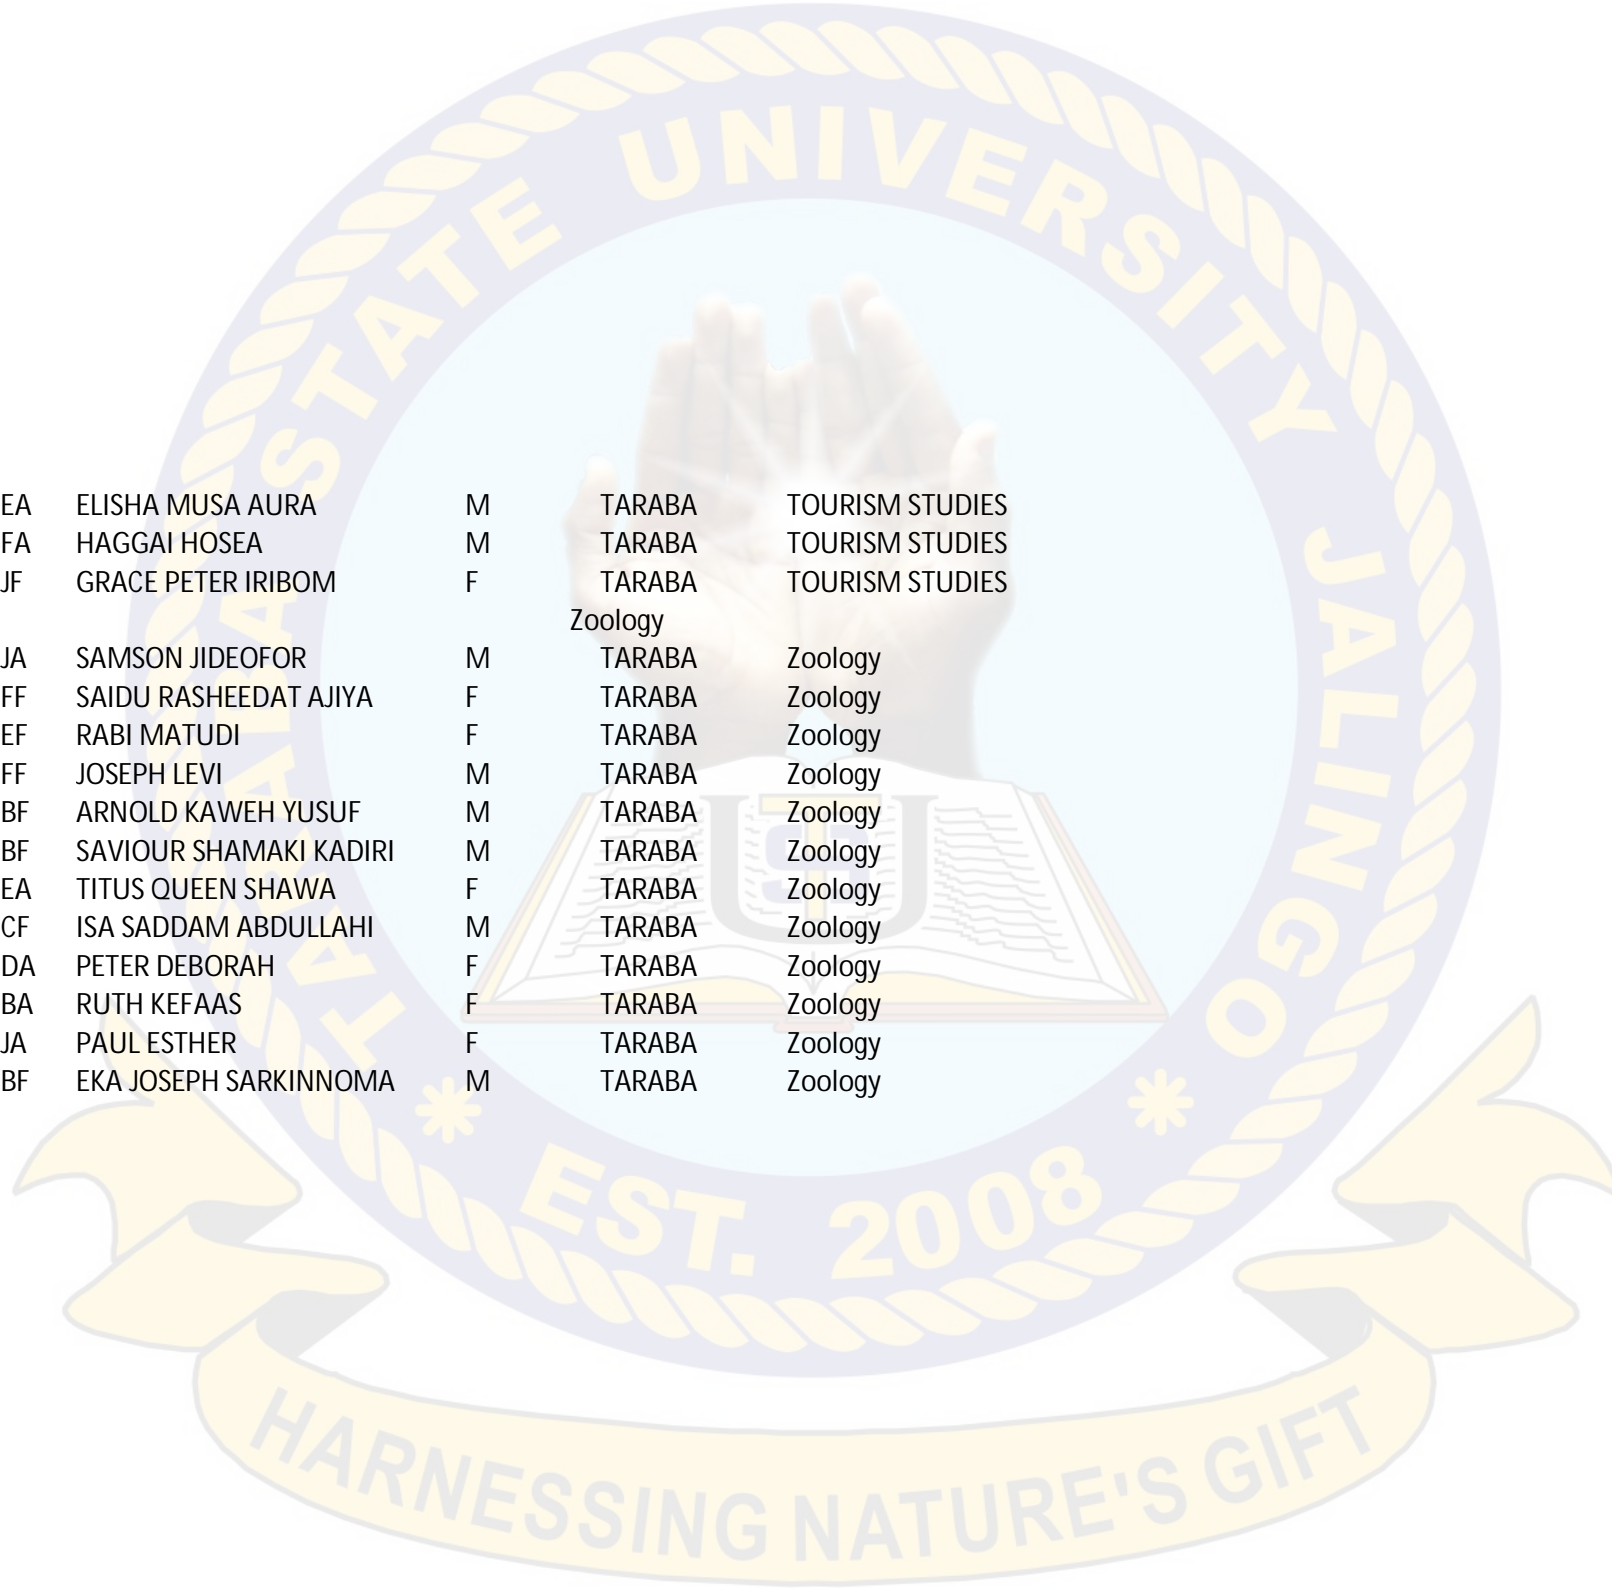 TARABA STATE UNIVERSITY JALINGO
EA ELISHA MUSA AURA M TARABA TOURISM STUDIES
FA HAGGAI HOSEA M TARABA TOURISM STUDIES
JF GRACE PETER IRIBOM F TARABA TOURISM STUDIES
Zoology
JA SAMSON JIDEOFOR M TARABA Zoology
FF SAIDU RASHEEDAT AJIYA F TARABA Zoology
EF RABI MATUDI F TARABA Zoology
FF JOSEPH LEVI M TARABA Zoology
BF ARNOLD KAWEH YUSUF M TARABA Zoology
BF SAVIOUR SHAMAKI KADIRI M TARABA Zoology
EA TITUS QUEEN SHAWA F TARABA Zoology
CF ISA SADDAM ABDULLAHI M TARABA Zoology
DA PETER DEBORAH F TARABA Zoology
BA RUTH KEFAAS F TARABA Zoology
JA PAUL ESTHER F TARABA Zoology
BF EKA JOSEPH SARKINNOMA M TARABA Zoology
* EST. 2008 *
HARNESSING NATURE'S GIFT